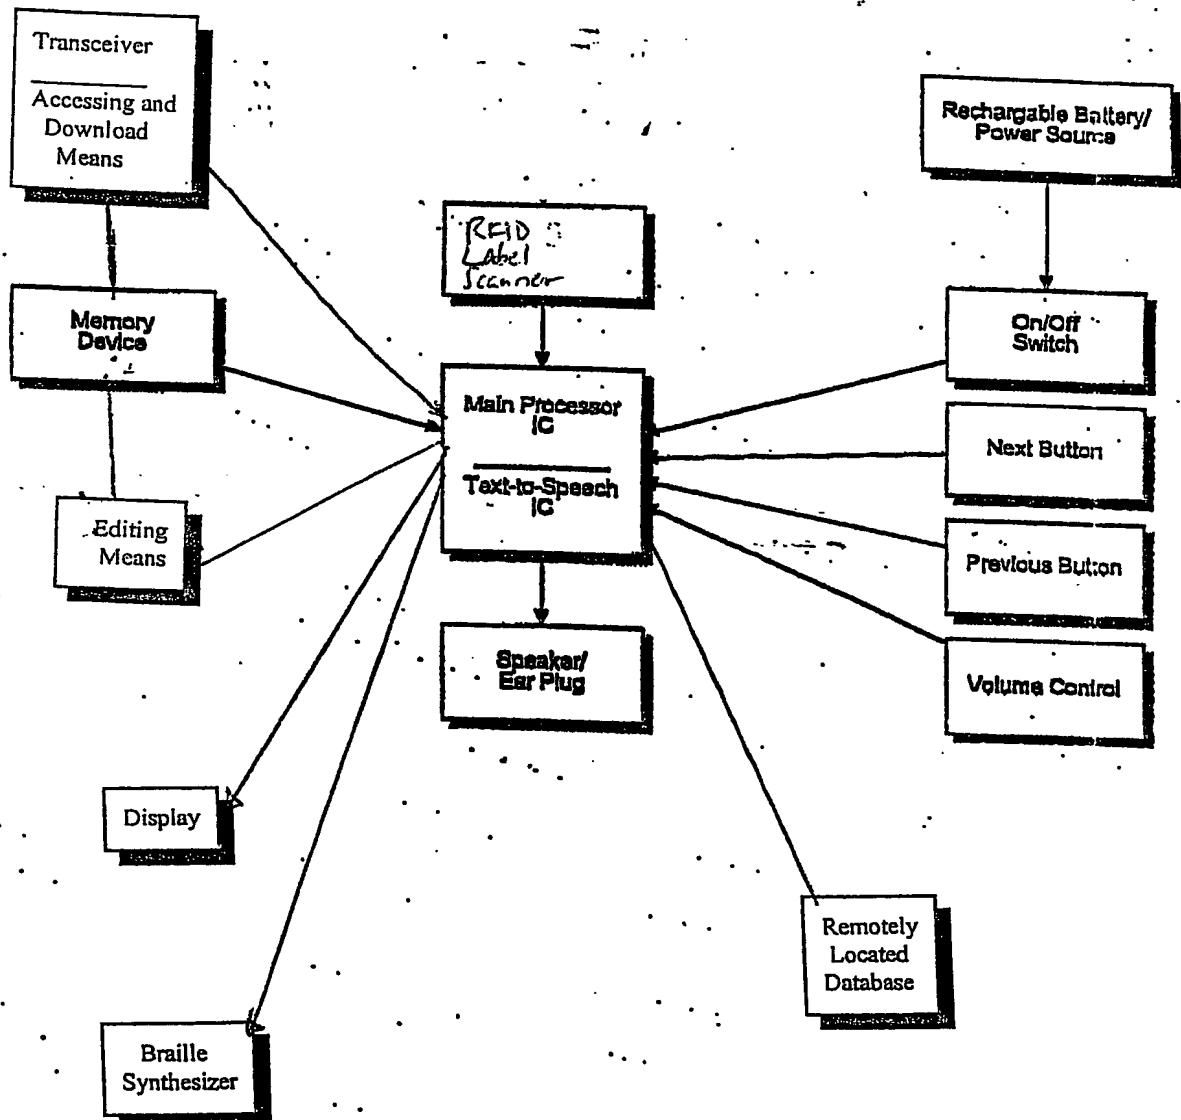 Transceiver
Accessing and
Download
Means
Rechargable Battery/
Power Source
RFID
Label
Scanner
Memory
Device
On/Off
Switch
Main Processor
IC
Text-to-Speech
IC
Next Button
Editing
Means
Previous Button
Speaker/
Ear Plug
Volume Control
Display
Remotely
Located
Database
Braille
Synthesizer